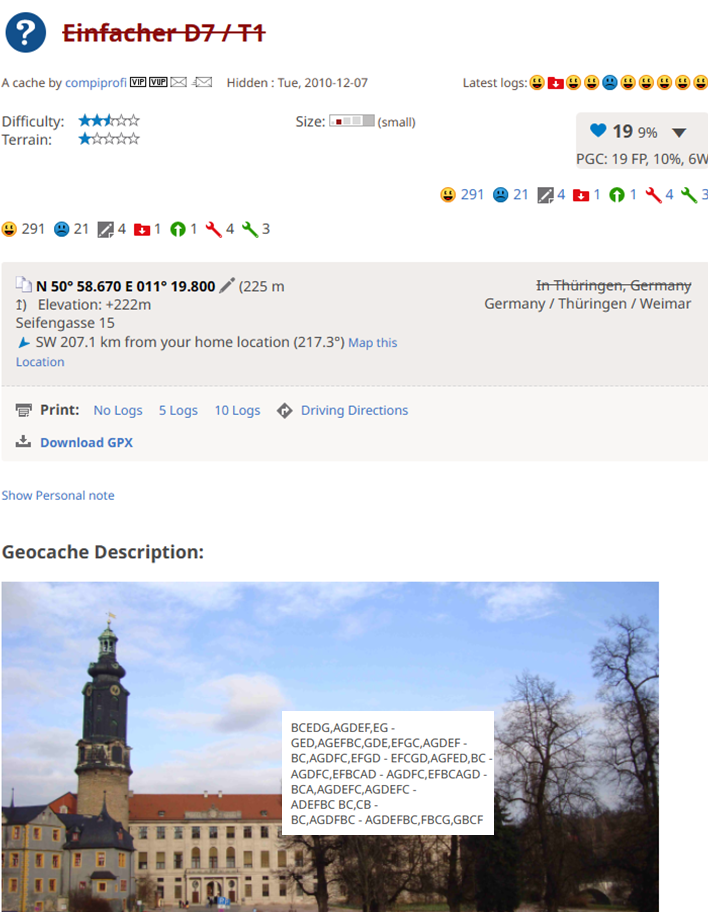 Einfacher D7 / T1
A cache by compiprofi VIP VUP Hidden : Tue, 2010-12-07
Latest logs:
Difficulty:
Terrain:
Size: (small)
19 9%
PGC: 19 FP, 10%, 6W
291 21 4 1 1 4 3
291 21 4 1 1 4 3
N 50° 58.670 E 011° 19.800 (225 m
↥) Elevation: +222m
Seifengasse 15
SW 207.1 km from your home location (217.3°) Map this
Location
In Thüringen, Germany
Germany / Thüringen / Weimar
Print: No Logs 5 Logs 10 Logs Driving Directions
Download GPX
Show Personal note
Geocache Description:
BCEDG,AGDEF,EG -
GED,AGEFBC,GDE,EFGC,AGDEF -
BC,AGDFC,EFGD - EFCGD,AGFED,BC -
AGDFC,EFBCAD - AGDFC,EFBCAGD -
BCA,AGDEFC,AGDEFC -
ADEFBC BC,CB -
BC,AGDFBC - AGDEFBC,FBCG,GBCF